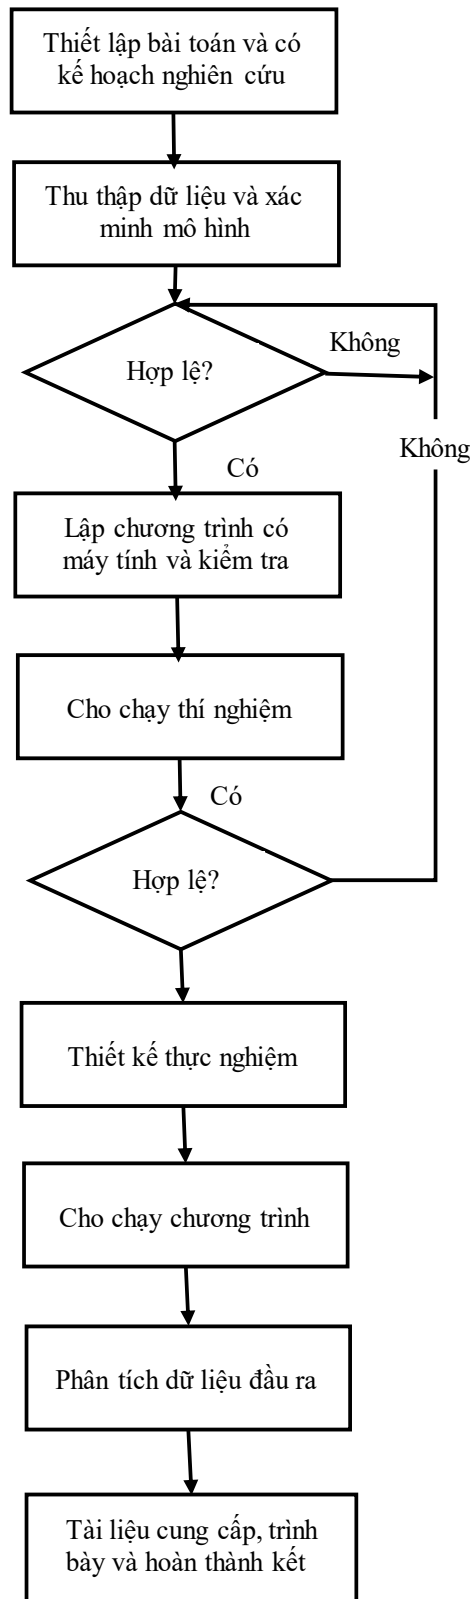 Thiết lập bài toán và có
kế hoạch nghiên cứu
Thu thập dữ liệu và xác
minh mô hình
Không
Hợp lệ?
Không
Có
Lập chương trình có
máy tính và kiểm tra
Cho chạy thí nghiệm
Có
Hợp lệ?
Thiết kế thực nghiệm
Cho chạy chương trình
Phân tích dữ liệu đầu ra
Tài liệu cung cấp, trình
bày và hoàn thành kết